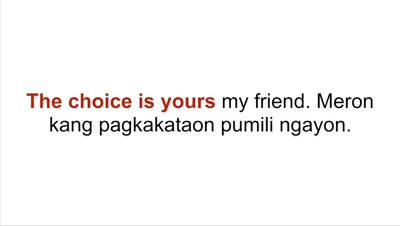 The choice is yours my friend. Meron
kang pagkakataon pumili ngayon.